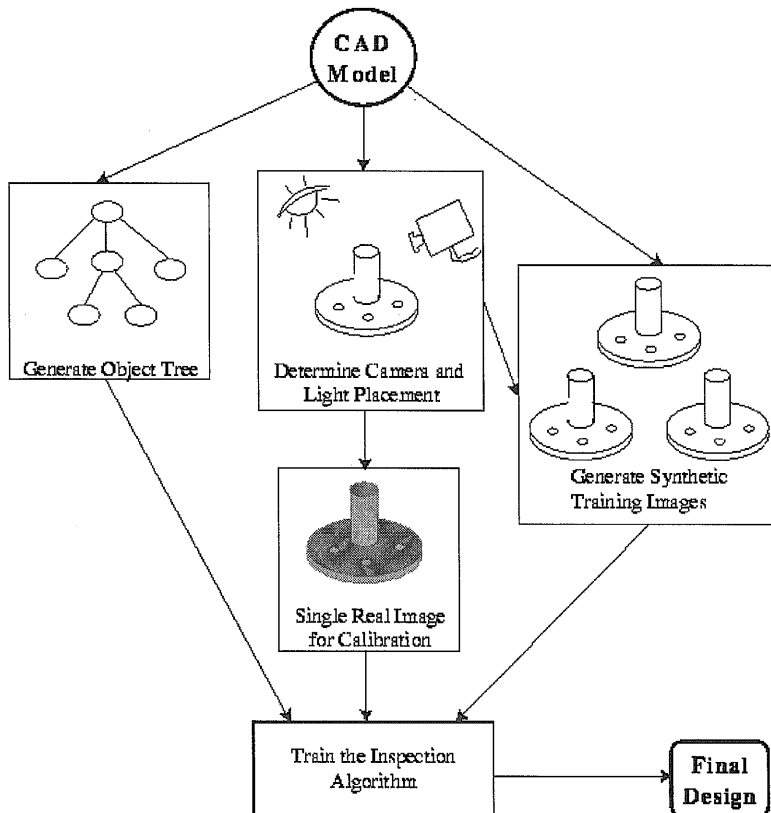 CAD
Model
Generate Object Tree
Determine Camera and
Light Placement
Generate Synthetic
Training Images
Single Real Image
for Calibration
Train the Inspection
Algorithm
Final
Design